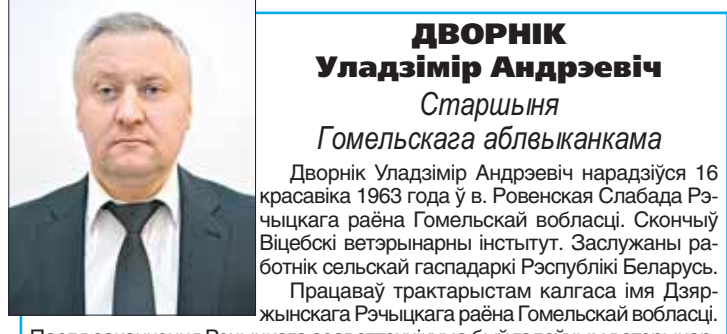 ДВОРНІК
Уладзімір Андрэевіч
Старшыня
Гомельскага аблвыканкама
Дворнік Уладзімір Андрэевіч нарадзіўся 16
красавіка 1963 года ў в. Ровенская Слабада Рэ-
чыцкага раёна Гомельскай вобласці. Скончыў
Віцебскі ветэрынарны інстытут. Заслужаны ра-
ботнік сельскай гаспадаркі Рэспублікі Беларусь.
Працаваў трактарыстам калгаса імя Дзяр-
жынскага Рэчыцкага раёна Гомельскай вобласці.